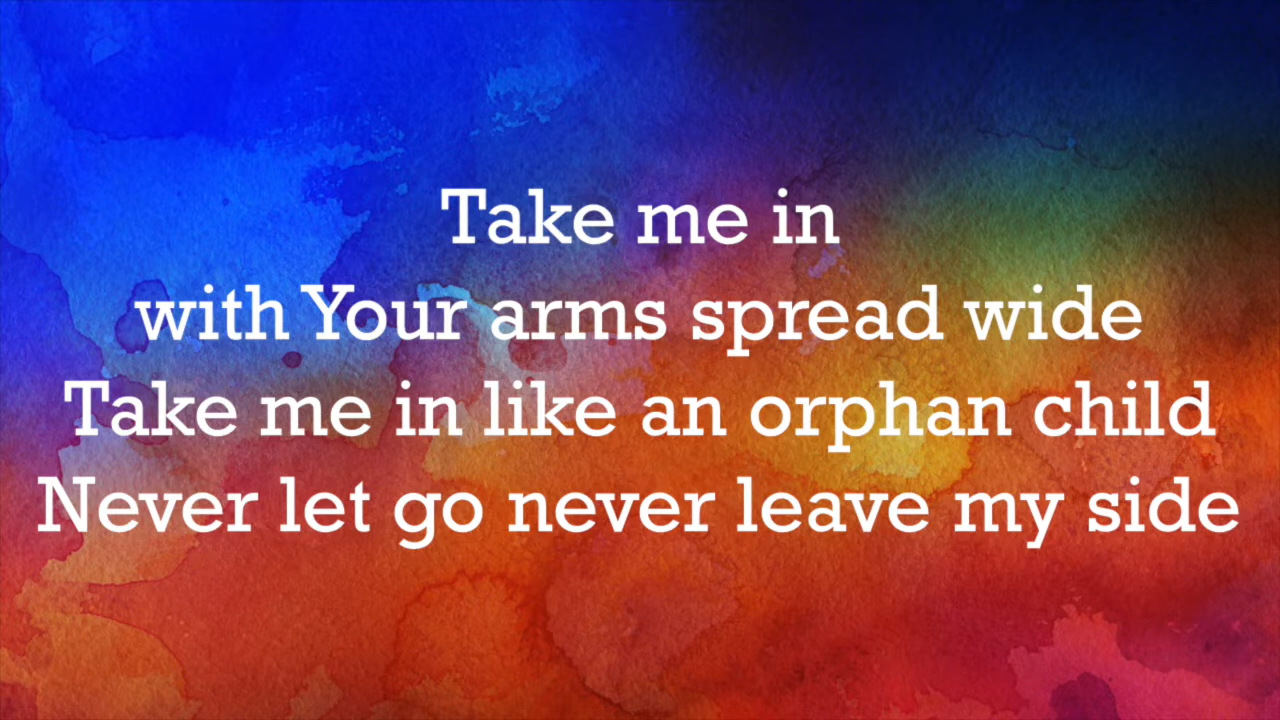 Take me in
with Your arms spread wide
Take me in like an orphan child
Never let go never leave my side